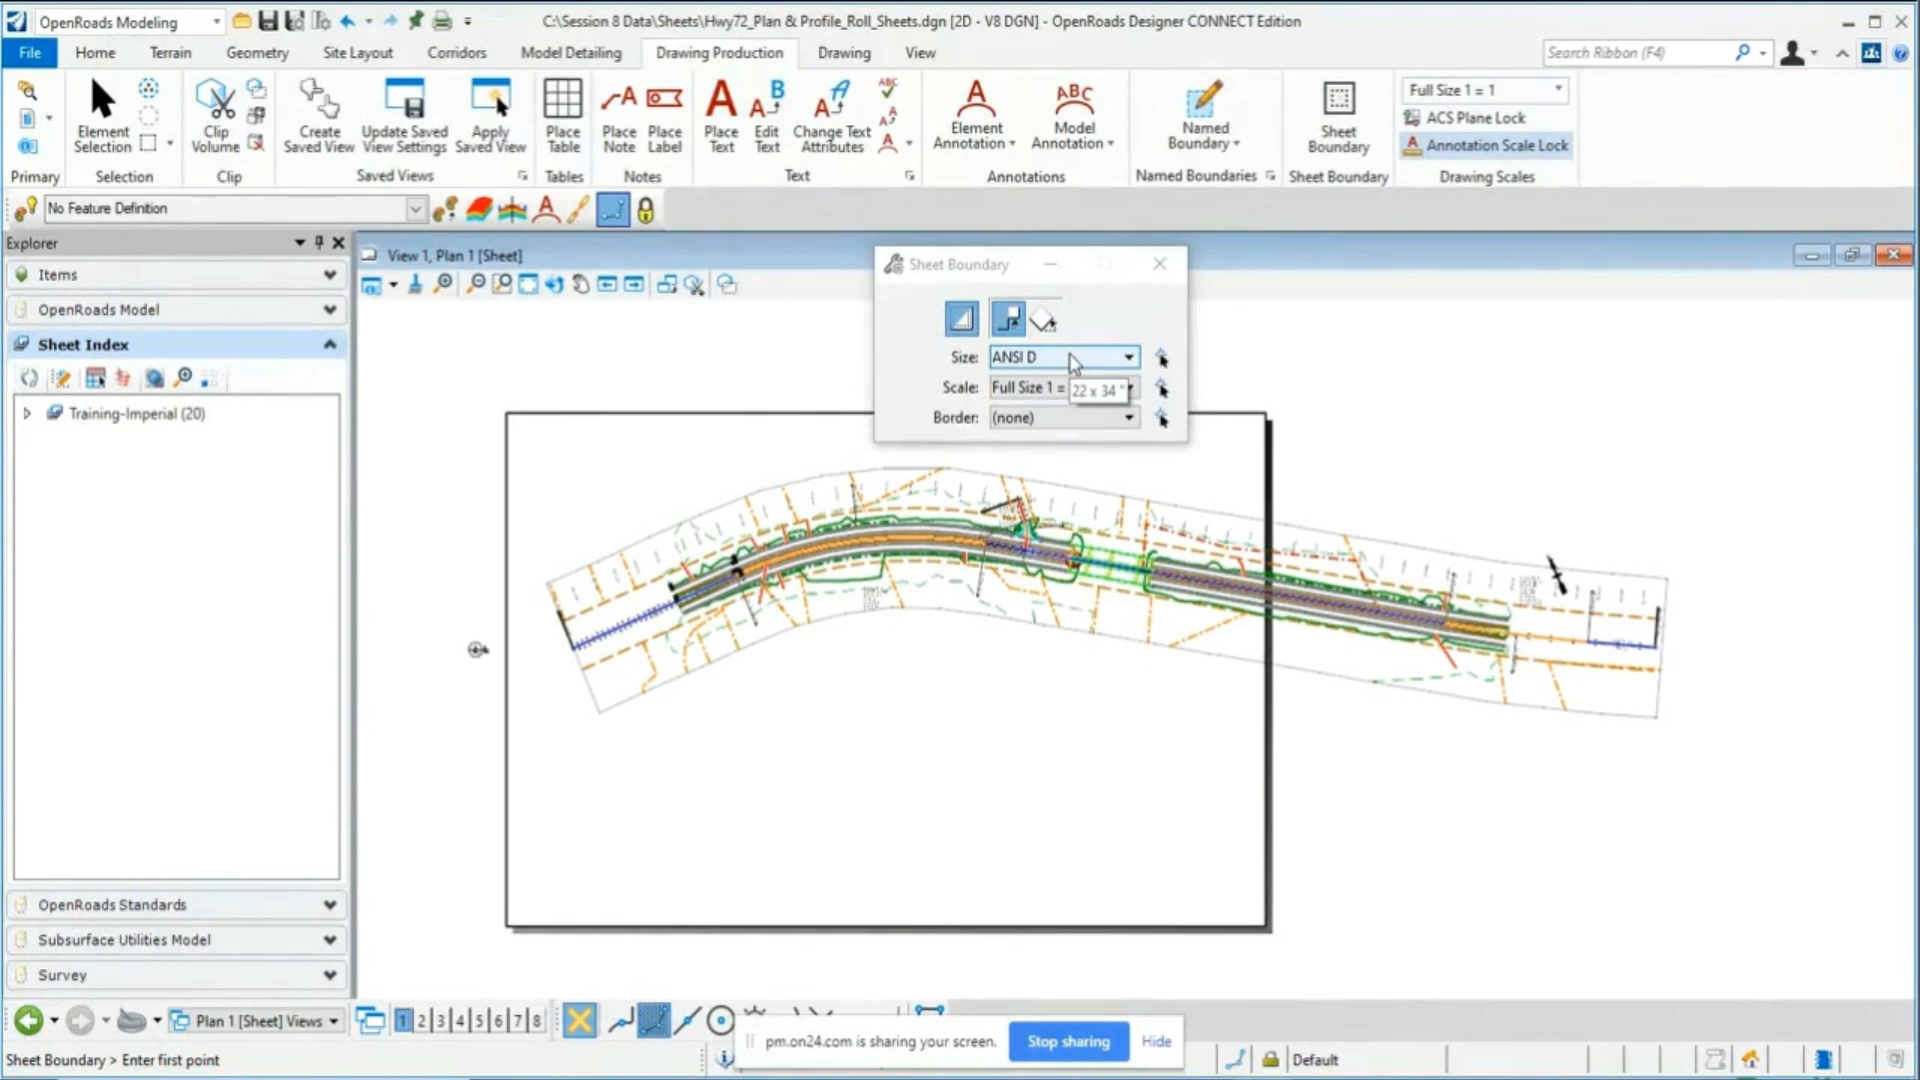 OpenRoads Modeling
C:\Session 8 Data\Sheets\Hwy72_Plan & Profile_Roll_Sheets.dgn [2D - V8 DGN] - OpenRoads Designer CONNECT Edition
File Home Terrain Geometry Site Layout Corridors Model Detailing Drawing Production Drawing View
Search Ribbon (F4)
Element Selection
Clip Volume
Create Saved View
Update Saved View Settings
Apply Saved View
Place Table
Place Note
Place Label
Place Text
Edit Text
Change Text Attributes
Element Annotation
Model Annotation
Named Boundary
Sheet Boundary
Full Size 1 = 1
ACS Plane Lock
Annotation Scale Lock
Primary Selection Clip Saved Views Tables Notes Text Annotations Named Boundaries Sheet Boundary Drawing Scales
No Feature Definition
Explorer
Items
OpenRoads Model
Sheet Index
Training-Imperial (20)
OpenRoads Standards
Subsurface Utilities Model
Survey
View 1, Plan 1 [Sheet]
Sheet Boundary
Size: ANSI D
Scale: Full Size 1 =
22 x 34 "
Border: (none)
Plan 1 [Sheet] Views
1 2 3 4 5 6 7 8
pm.on24.com is sharing your screen.
Stop sharing
Hide
Sheet Boundary > Enter first point
Default